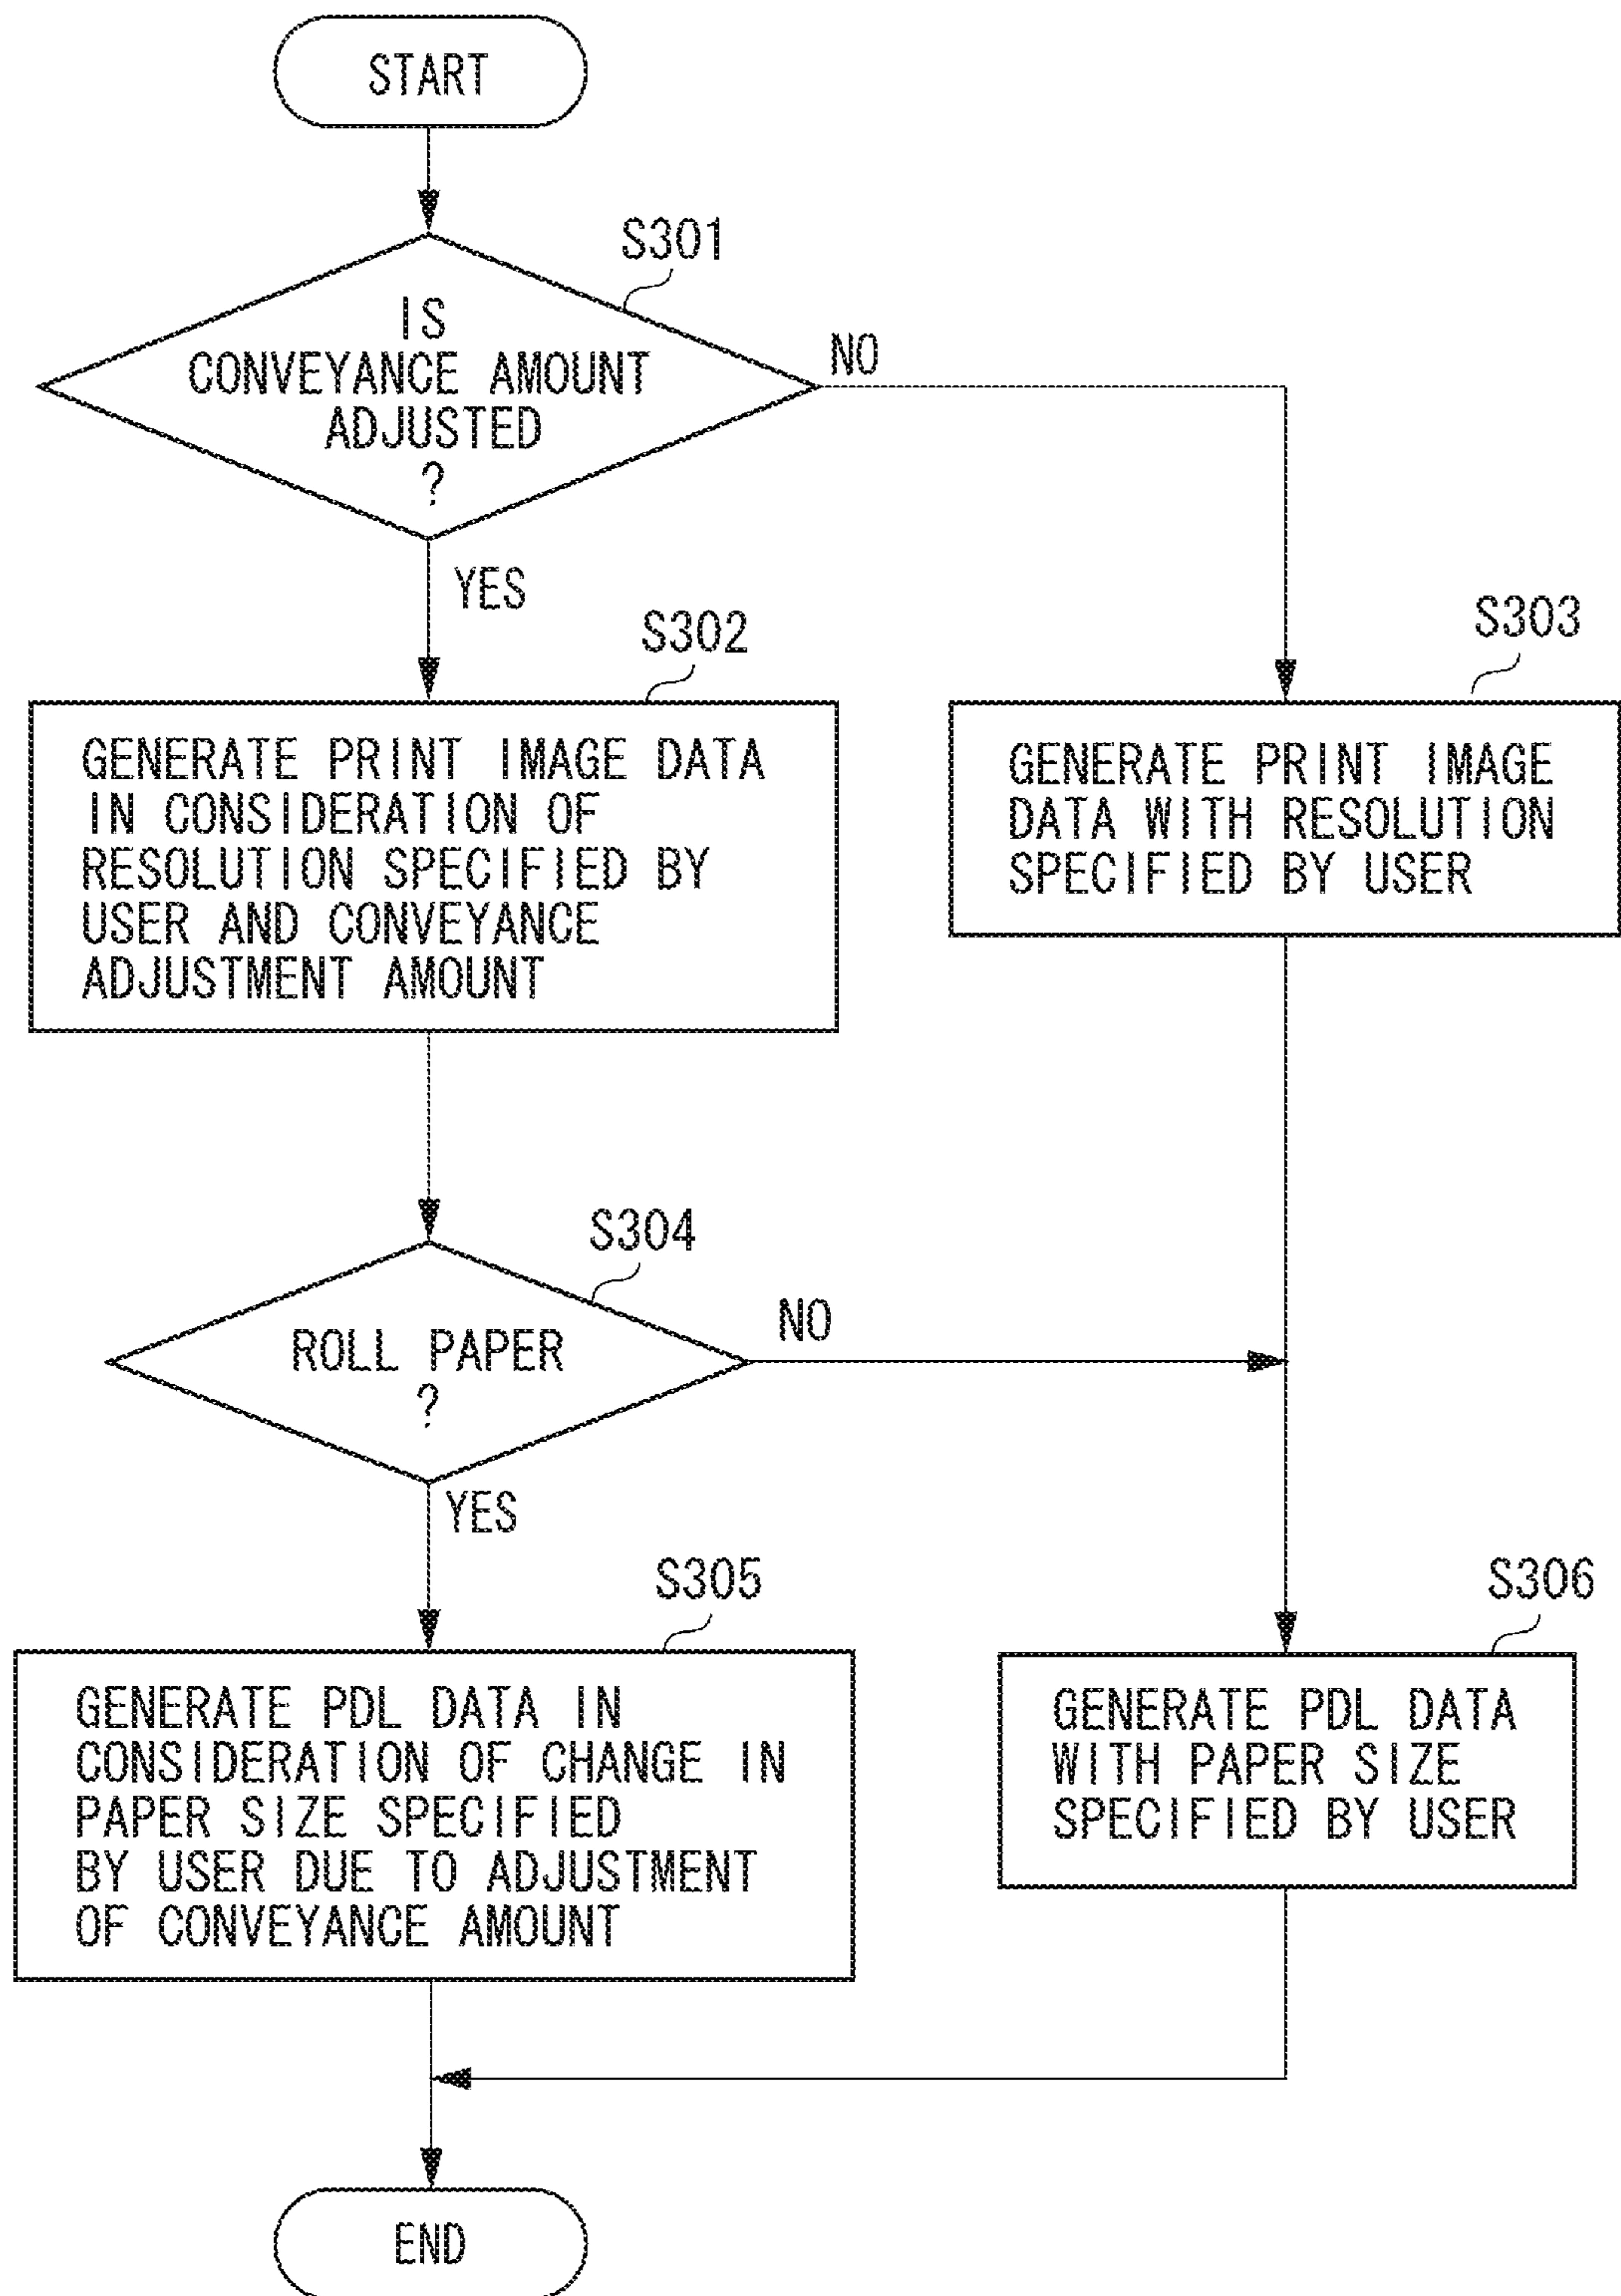 START
S301
IS
CONVEYANCE AMOUNT
ADJUSTED
?
NO
YES
S302
GENERATE PRINT IMAGE DATA
IN CONSIDERATION OF
RESOLUTION SPECIFIED BY
USER AND CONVEYANCE
ADJUSTMENT AMOUNT
S303
GENERATE PRINT IMAGE
DATA WITH RESOLUTION
SPECIFIED BY USER
S304
ROLL PAPER
?
NO
YES
S305
GENERATE PDL DATA IN
CONSIDERATION OF CHANGE IN
PAPER SIZE SPECIFIED
BY USER DUE TO ADJUSTMENT
OF CONVEYANCE AMOUNT
S306
GENERATE PDL DATA
WITH PAPER SIZE
SPECIFIED BY USER
END